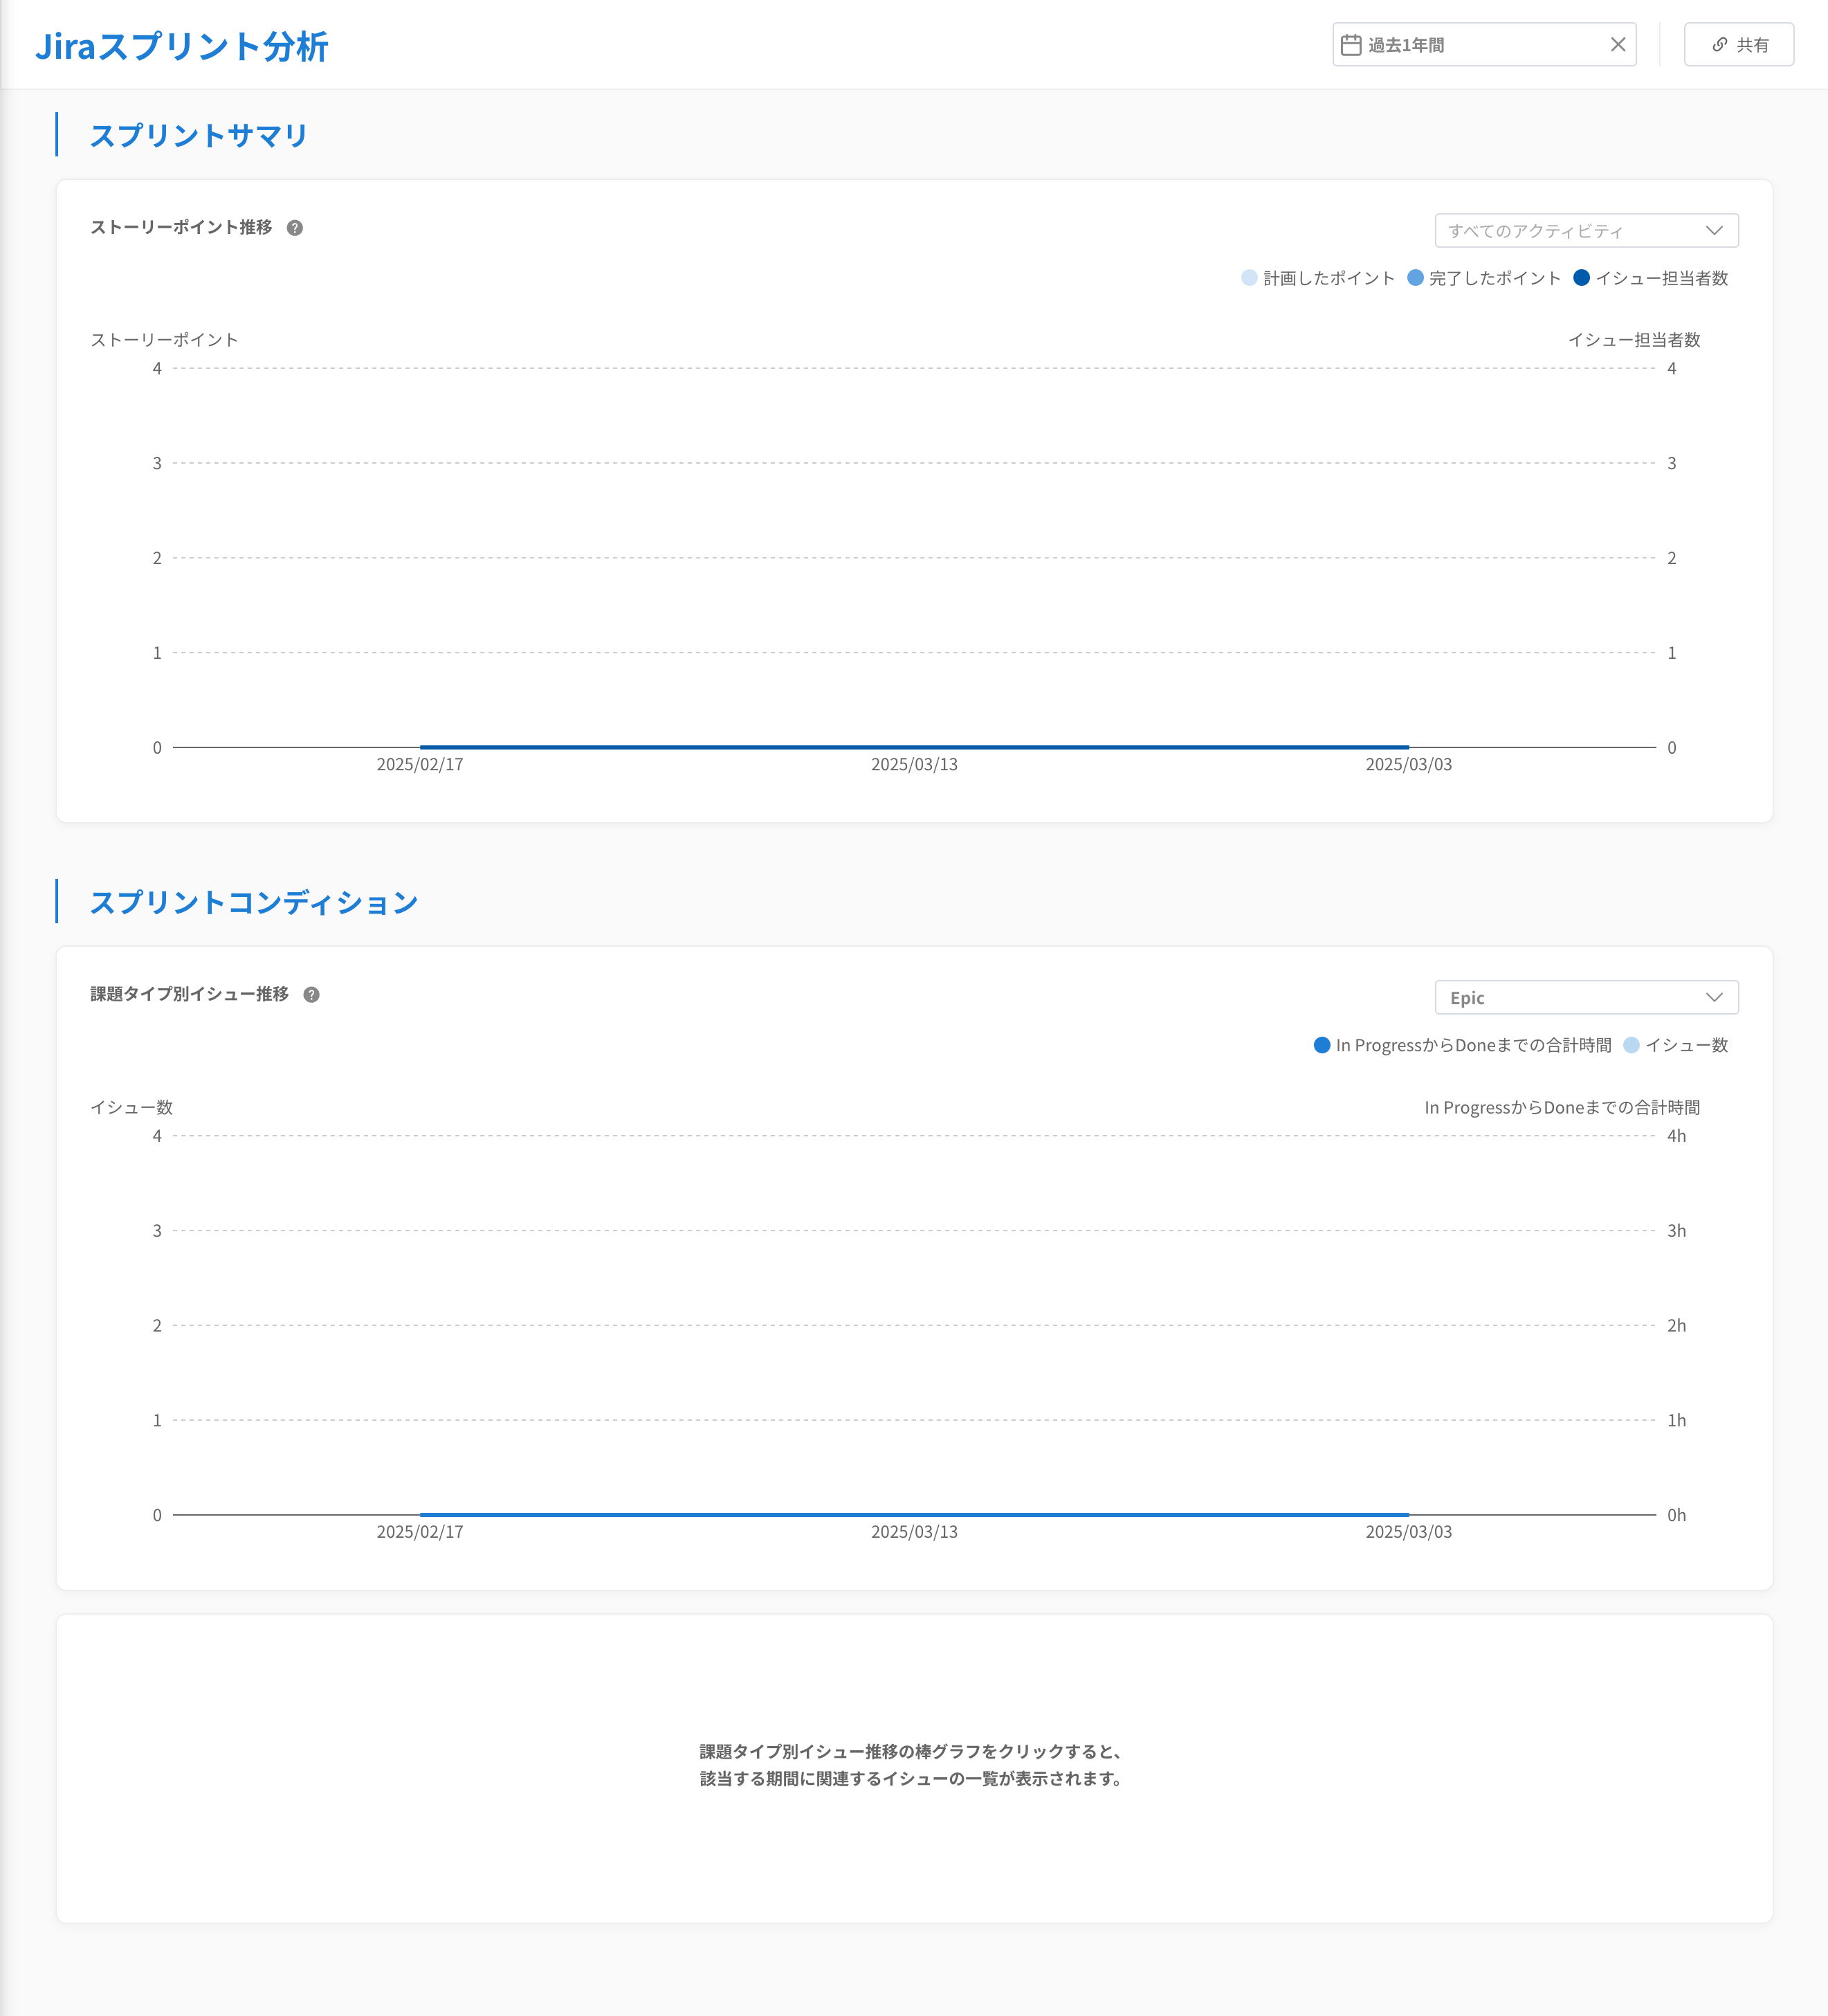 Jiraスプリント分析
過去1年間
共有
スプリントサマリ
ストーリーポイント推移 ?
すべてのアクティビティ
計画したポイント 完了したポイント イシュー担当者数
ストーリーポイント イシュー担当者数
4 4
3 3
2 2
1 1
0 0
2025/02/17 2025/03/13 2025/03/03
スプリントコンディション
課題タイプ別イシュー推移 ?
Epic
In ProgressからDoneまでの合計時間 イシュー数
イシュー数 In ProgressからDoneまでの合計時間
4 4h
3 3h
2 2h
1 1h
0 0h
2025/02/17 2025/03/13 2025/03/03
課題タイプ別イシュー推移の棒グラフをクリックすると、
該当する期間に関連するイシューの一覧が表示されます。